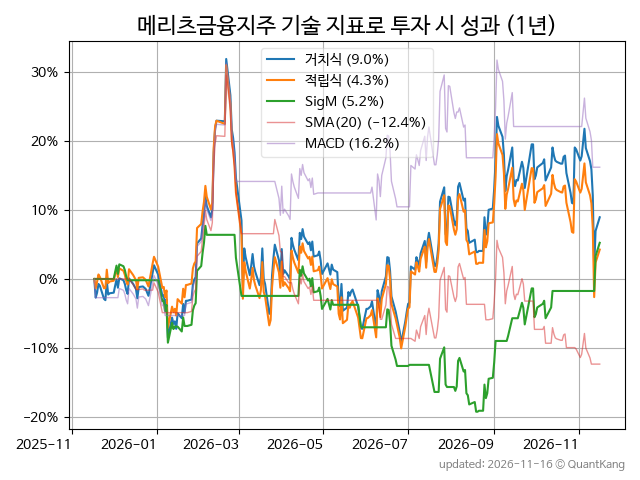 메리츠금융지주 기술 지표로 투자 시 성과 (1년)
거치식 (9.0%)
적립식 (4.3%)
SigM (5.2%)
SMA(20) (−12.4%)
MACD (16.2%)
30%
20%
10%
0%
−10%
−20%
2025-11
2026-01
2026-03
2026-05
2026-07
2026-09
2026-11
updated: 2026-11-16 © QuantKang